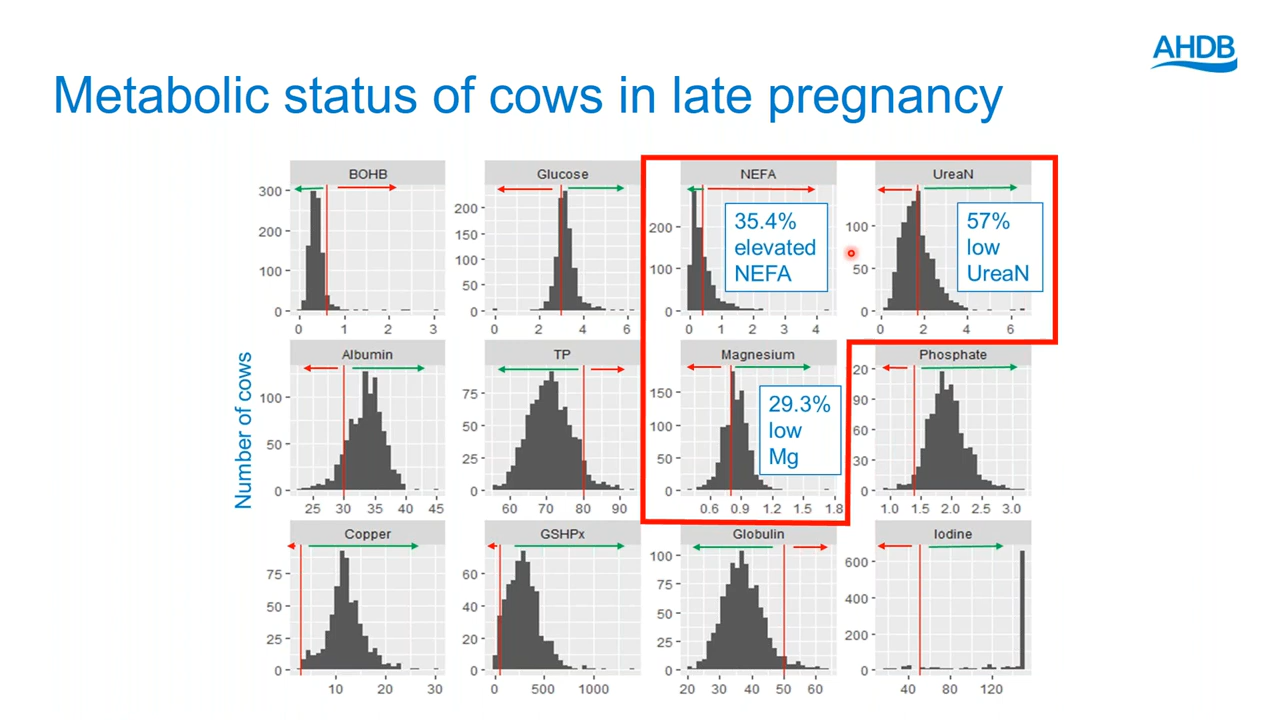 AHDB
Metabolic status of cows in late pregnancy
Number of cows
BOHB
300
200
100
0
0 1 2 3
Glucose
200
150
100
50
0
0 2 4 6
NEFA
200
100
0
0 1 2 3 4
35.4%
elevated
NEFA
UreaN
100
50
0
0 2 4 6
57%
low
UreaN
Albumin
100
50
0
25 30 35 40 45
TP
75
50
25
0
60 70 80 90
Magnesium
150
100
50
0
0.6 0.9 1.2 1.5 1.8
29.3%
low
Mg
Phosphate
20
90
60
30
0
1.0 1.5 2.0 2.5 3.0
Copper
75
50
25
0
10 20 30
GSHPx
60
40
20
0
0 500 1000
Globulin
100
75
50
25
0
20 30 40 50 60
Iodine
600
400
200
0
40 80 120